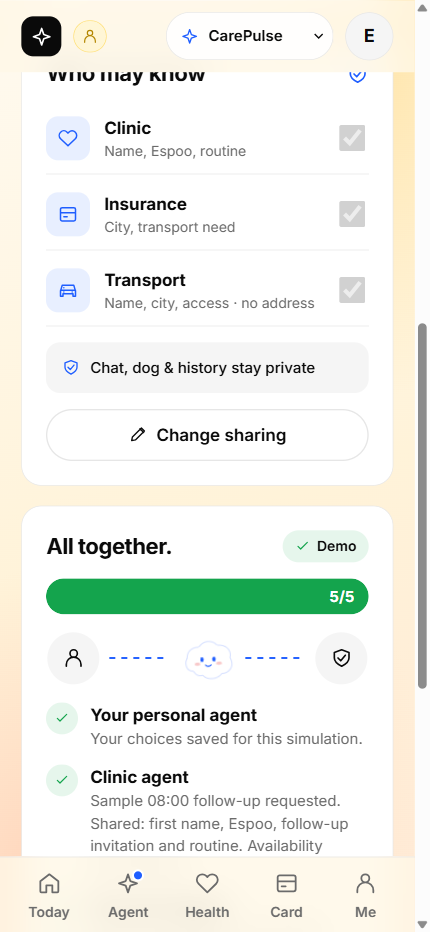 CarePulse
E
Who may know
Clinic
Name, Espoo, routine
Insurance
City, transport need
Transport
Name, city, access · no address
Chat, dog & history stay private
Change sharing
All together.
Demo
5/5
Your personal agent
Your choices saved for this simulation.
Clinic agent
Sample 08:00 follow-up requested.
Shared: first name, Espoo, follow-up
invitation and routine. Availability
Today
Agent
Health
Card
Me